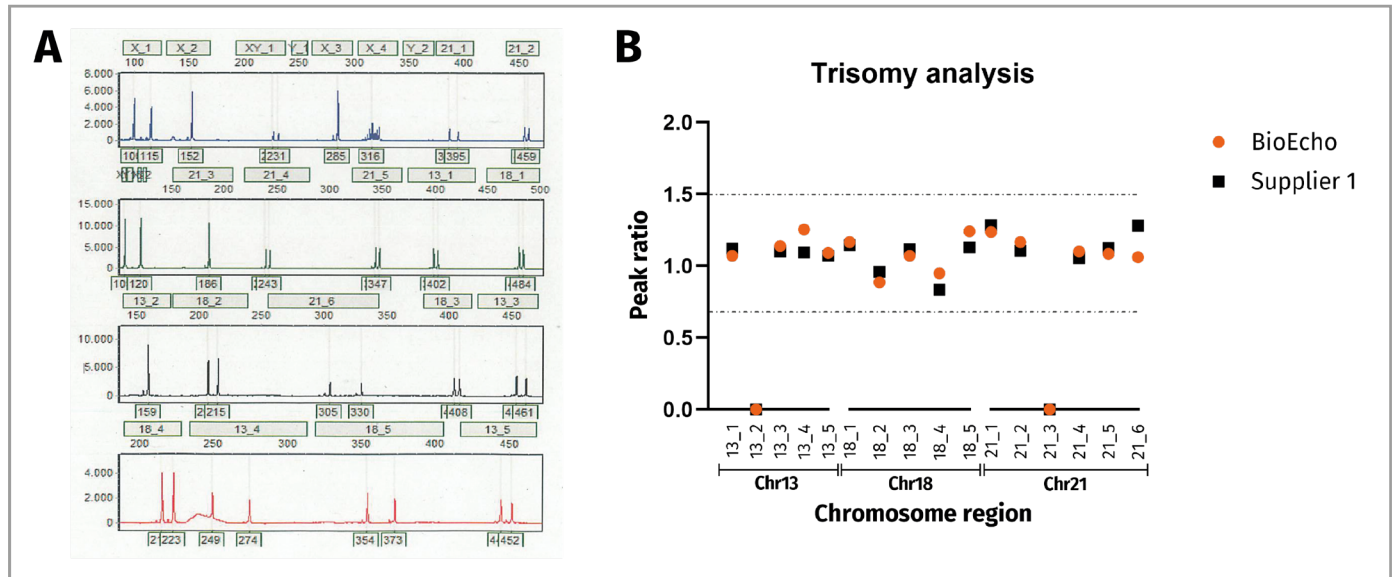 A
X_1 X_2 XY_1 Y_1 X_3 X_4 Y_2 21_1 21_2
100 150 200 250 300 350 400 450
8.000
6.000
4.000
2.000
0
115 152 231 285 316 395 459
21_3 21_4 21_5 13_1 18_1
150 200 250 300 350 400 450 500
15.000
10.000
5.000
0
120 186 243 347 402 484
13_2 18_2 21_6 18_3 13_3
150 200 250 300 350 400 450
10.000
5.000
0
159 215 305 330 408 461
18_4 13_4 18_5 13_5
200 250 300 350 400 450
4.000
2.000
0
223 249 274 354 373 452
B
Trisomy analysis
Peak ratio
2.0
1.5
1.0
0.5
0.0
13_1 13_2 13_3 13_4 13_5 18_1 18_2 18_3 18_4 18_5 21_1 21_2 21_3 21_4 21_5 21_6
Chr13 Chr18 Chr21
Chromosome region
BioEcho
Supplier 1